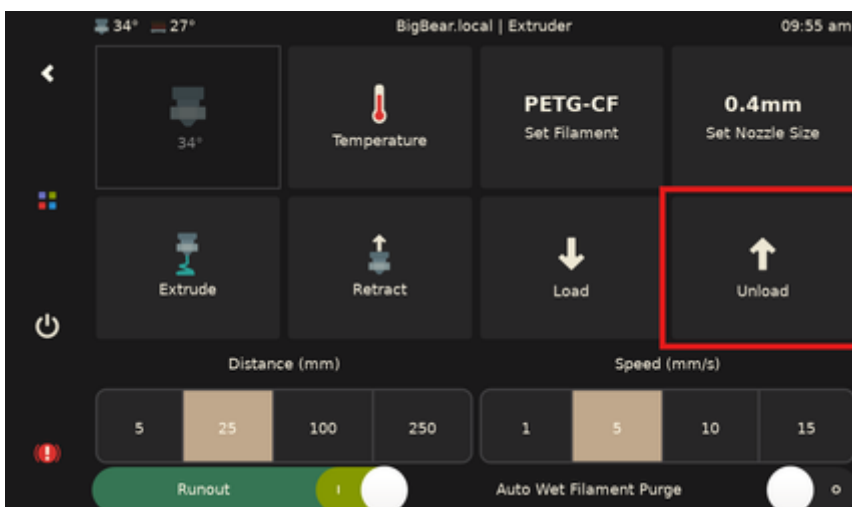 34° 27° BigBear.local | Extruder 09:55 am
PETG-CF 0.4mm
34° Temperature Set Filament Set Nozzle Size
Extrude Retract Load Unload
Distance (mm) Speed (mm/s)
5 25 100 250 1 5 10 15
Runout Auto Wet Filament Purge